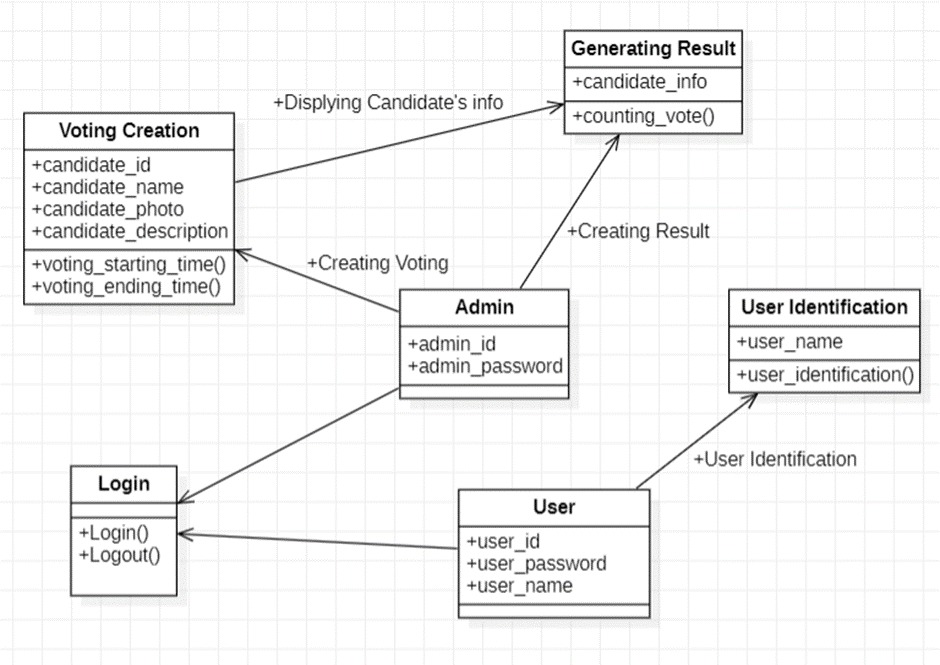 Generating Result
+candidate_info
+counting_vote()
+Displying Candidate's info
Voting Creation
+candidate_id
+candidate_name
+candidate_photo
+candidate_description
+voting_starting_time()
+voting_ending_time()
+Creating Result
+Creating Voting
Admin
+admin_id
+admin_password
User Identification
+user_name
+user_identification()
+User Identification
Login
+Login()
+Logout()
User
+user_id
+user_password
+user_name